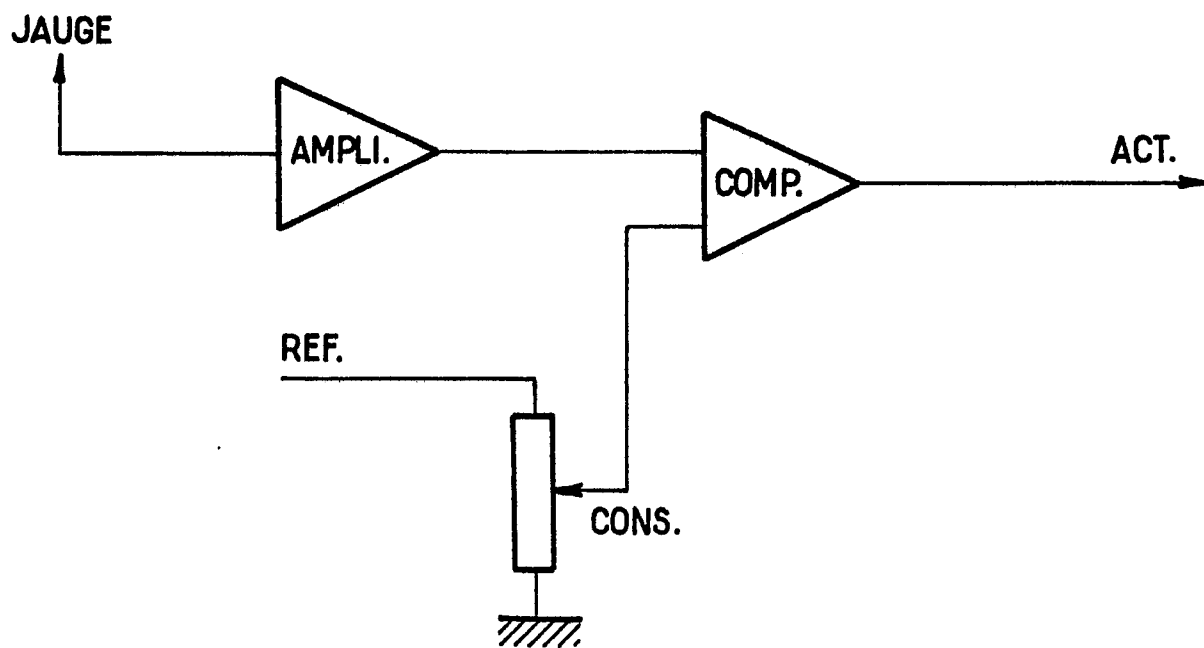 JAUGE
AMPLI.
COMP.
ACT.
REF.
CONS.